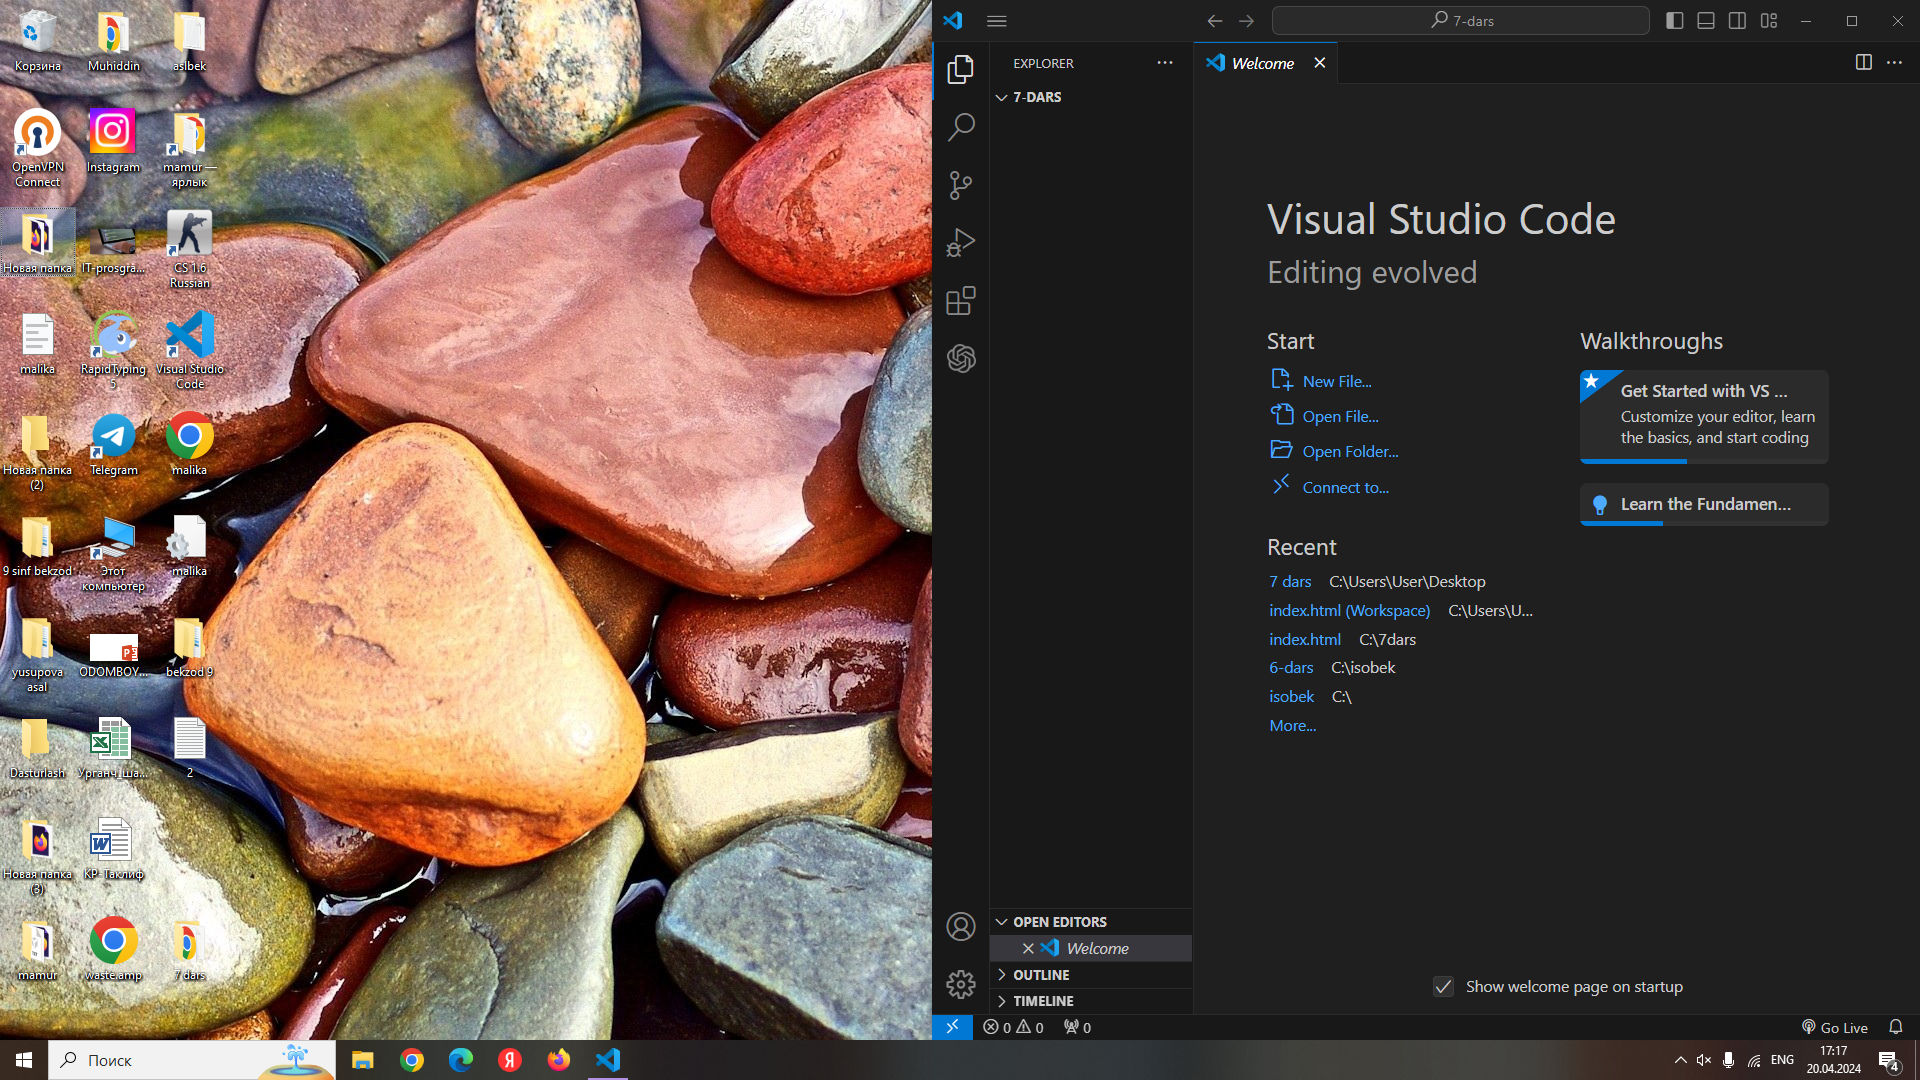 Корзина
Muhiddin
aslbek
OpenVPN
Connect
Instagram
mamur —
ярлык
Новая папка
IT-prosgra...
CS 1.6
Russian
malika
RapidTyping
5
Visual Studio
Code
Новая папка
(2)
Telegram
malika
9 sinf bekzod
Этот
компьютер
malika
yusupova
asal
ODOMBOY...
bekzod 9
Dasturlash
Урганч_ша...
2
Новая папка
(3)
КР-Таклиф
mamur
waste.amp
7 dars
7-dars
EXPLORER
7-DARS
Welcome
Visual Studio Code
Editing evolved
Start
New File...
Open File...
Open Folder...
Connect to...
Recent
7 dars C:\Users\User\Desktop
index.html (Workspace) C:\Users\U...
index.html C:\7dars
6-dars C:\isobek
isobek C:\
More...
Walkthroughs
Get Started with VS ...
Customize your editor, learn
the basics, and start coding
Learn the Fundamen...
OPEN EDITORS
Welcome
OUTLINE
TIMELINE
Show welcome page on startup
0 0 0
Go Live
Поиск
ENG
17:17
20.04.2024
4